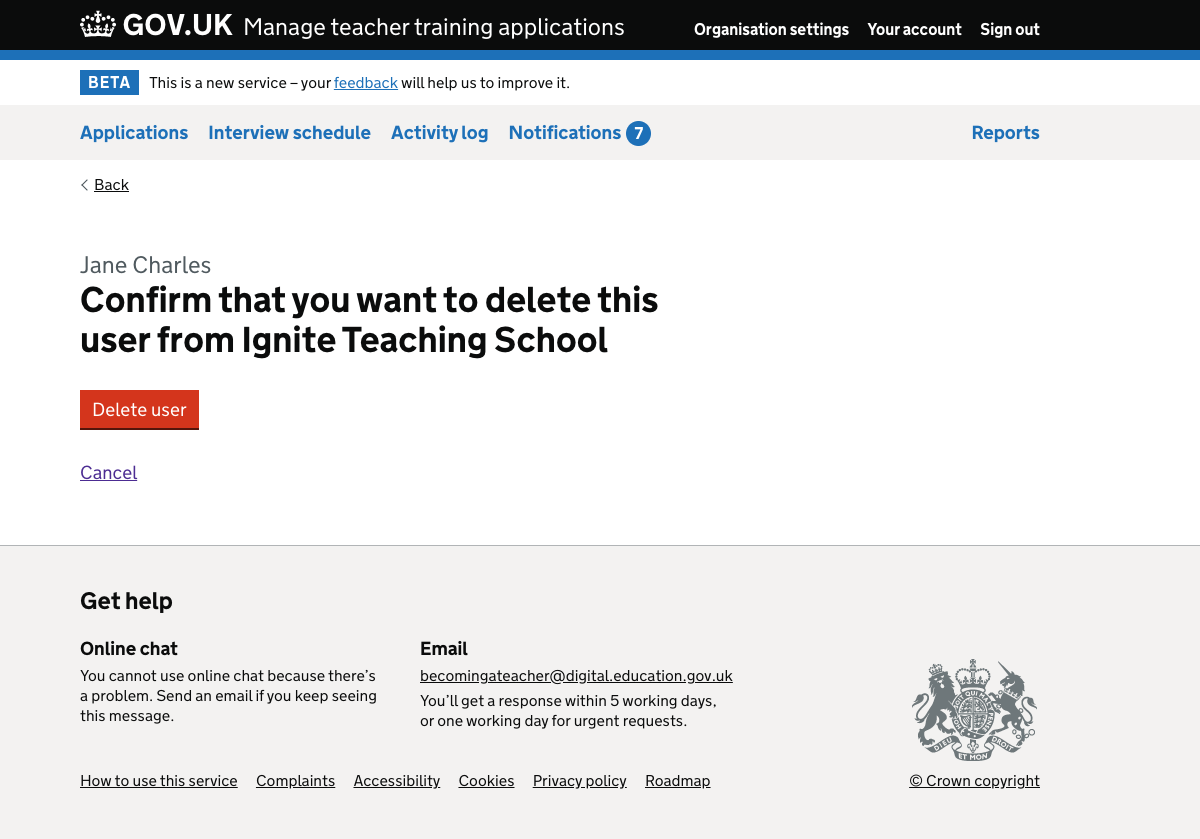 GOV.UK Manage teacher training applications Organisation settings Your account Sign out
BETA This is a new service – your feedback will help us to improve it.
Applications Interview schedule Activity log Notifications 7 Reports
Back
Jane Charles
Confirm that you want to delete this
user from Ignite Teaching School
Delete user
Cancel
Get help
Online chat
You cannot use online chat because there’s
a problem. Send an email if you keep seeing
this message.
Email
becomingateacher@digital.education.gov.uk
You’ll get a response within 5 working days,
or one working day for urgent requests.
DIEU ET MON DROIT
How to use this service Complaints Accessibility Cookies Privacy policy Roadmap © Crown copyright